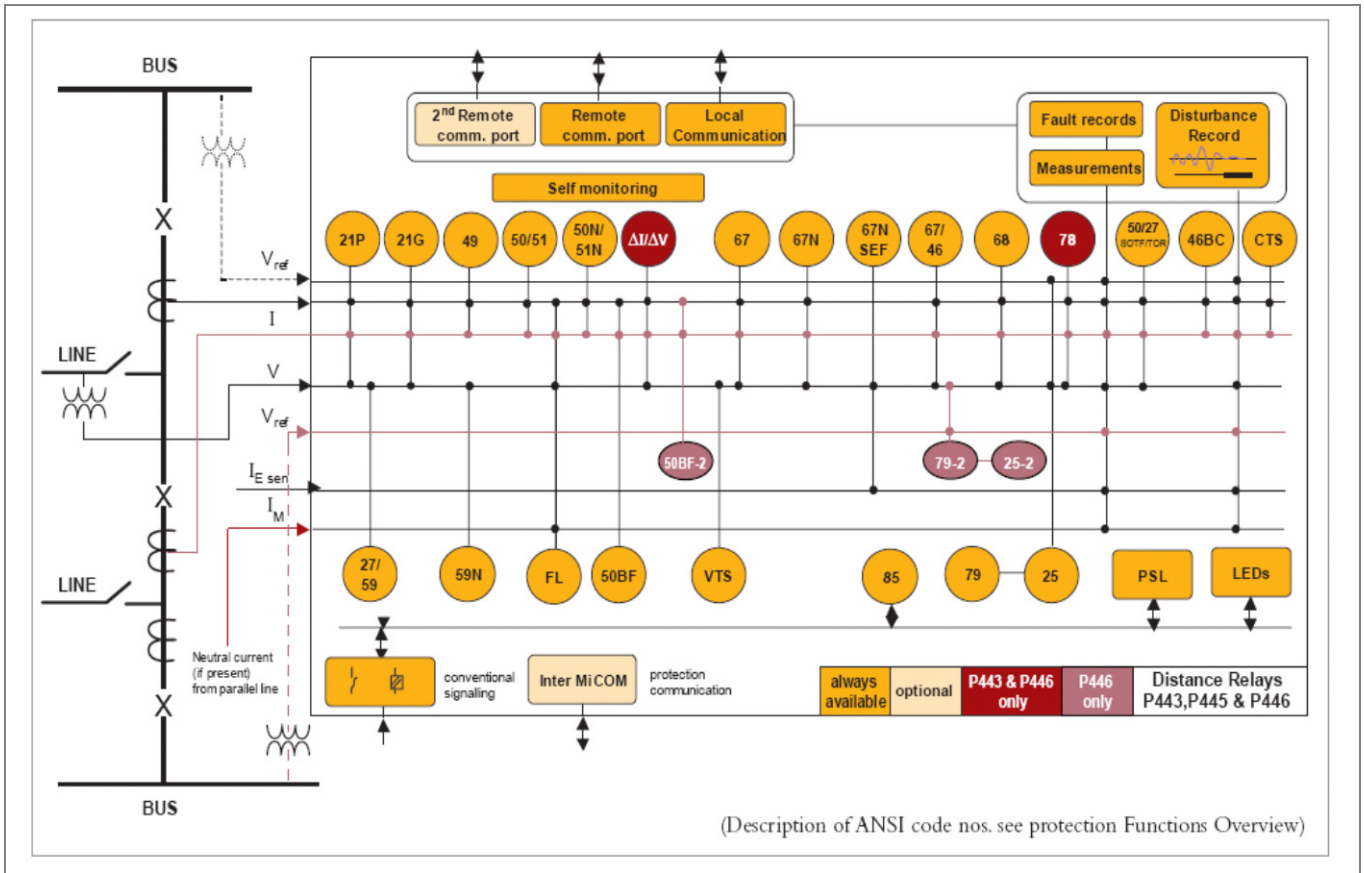 BUS
2nd Remote
comm. port
Remote
comm. port
Local
Communication
Fault records
Measurements
Disturbance
Record
Self monitoring
21P
21G
49
50/51
50N/
51N
ΔI/ΔV
67
67N
67N
SEF
67/
46
68
78
50/27
SOTF/TOR
46BC
CTS
Vref
I
LINE
V
Vref
50BF-2
79-2
25-2
IE sen
IM
LINE
27/
59
59N
FL
50BF
VTS
85
79
25
PSL
LEDs
Neutral current
(if present)
from parallel line
conventional
signalling
Inter MiCOM
protection
communication
always
available
optional
P443 & P446
only
P446
only
Distance Relays
P443,P445 & P446
BUS
(Description of ANSI code nos. see protection Functions Overview)